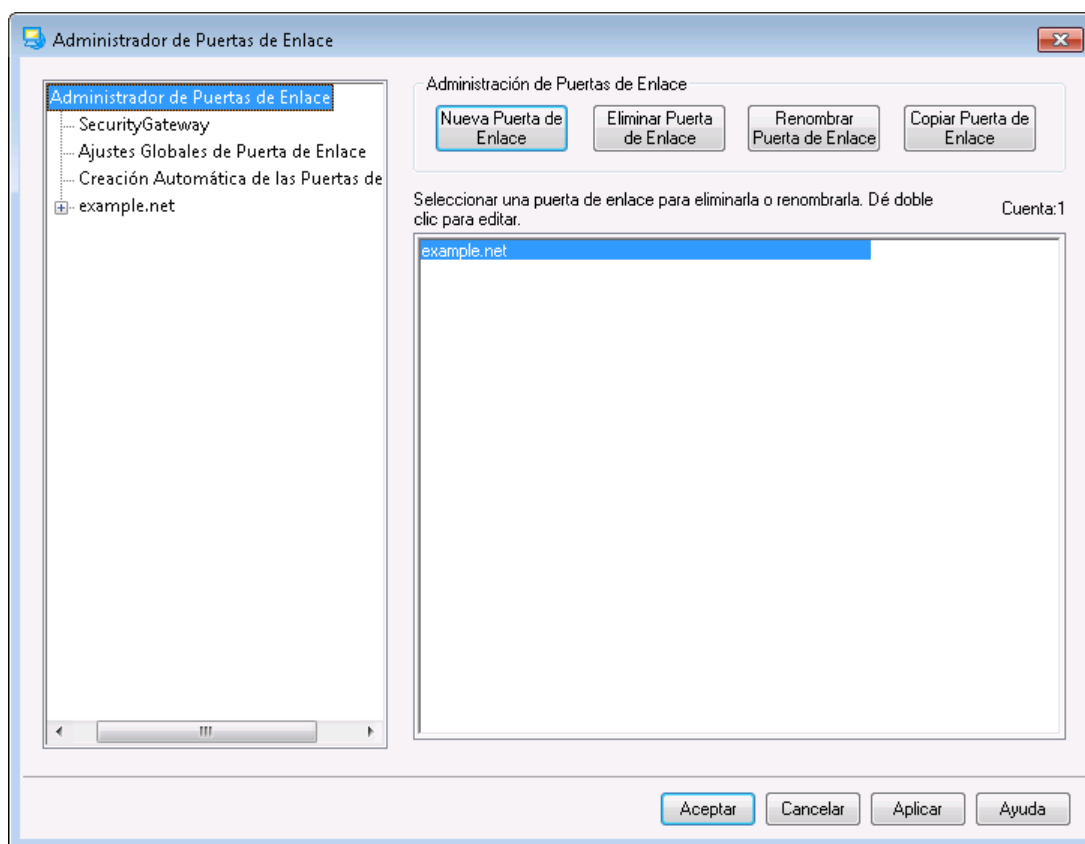 Administrador de Puertas de Enlace
Administrador de Puertas de Enlace
SecurityGateway
Ajustes Globales de Puerta de Enlace
Creación Automática de las Puertas de
example.net
Administración de Puertas de Enlace
Nueva Puerta de
Enlace
Eliminar Puerta
de Enlace
Renombrar
Puerta de Enlace
Copiar Puerta de
Enlace
Seleccionar una puerta de enlace para eliminarla o renombrarla. Dé doble
clic para editar.
Cuenta:1
example.net
Aceptar
Cancelar
Aplicar
Ayuda